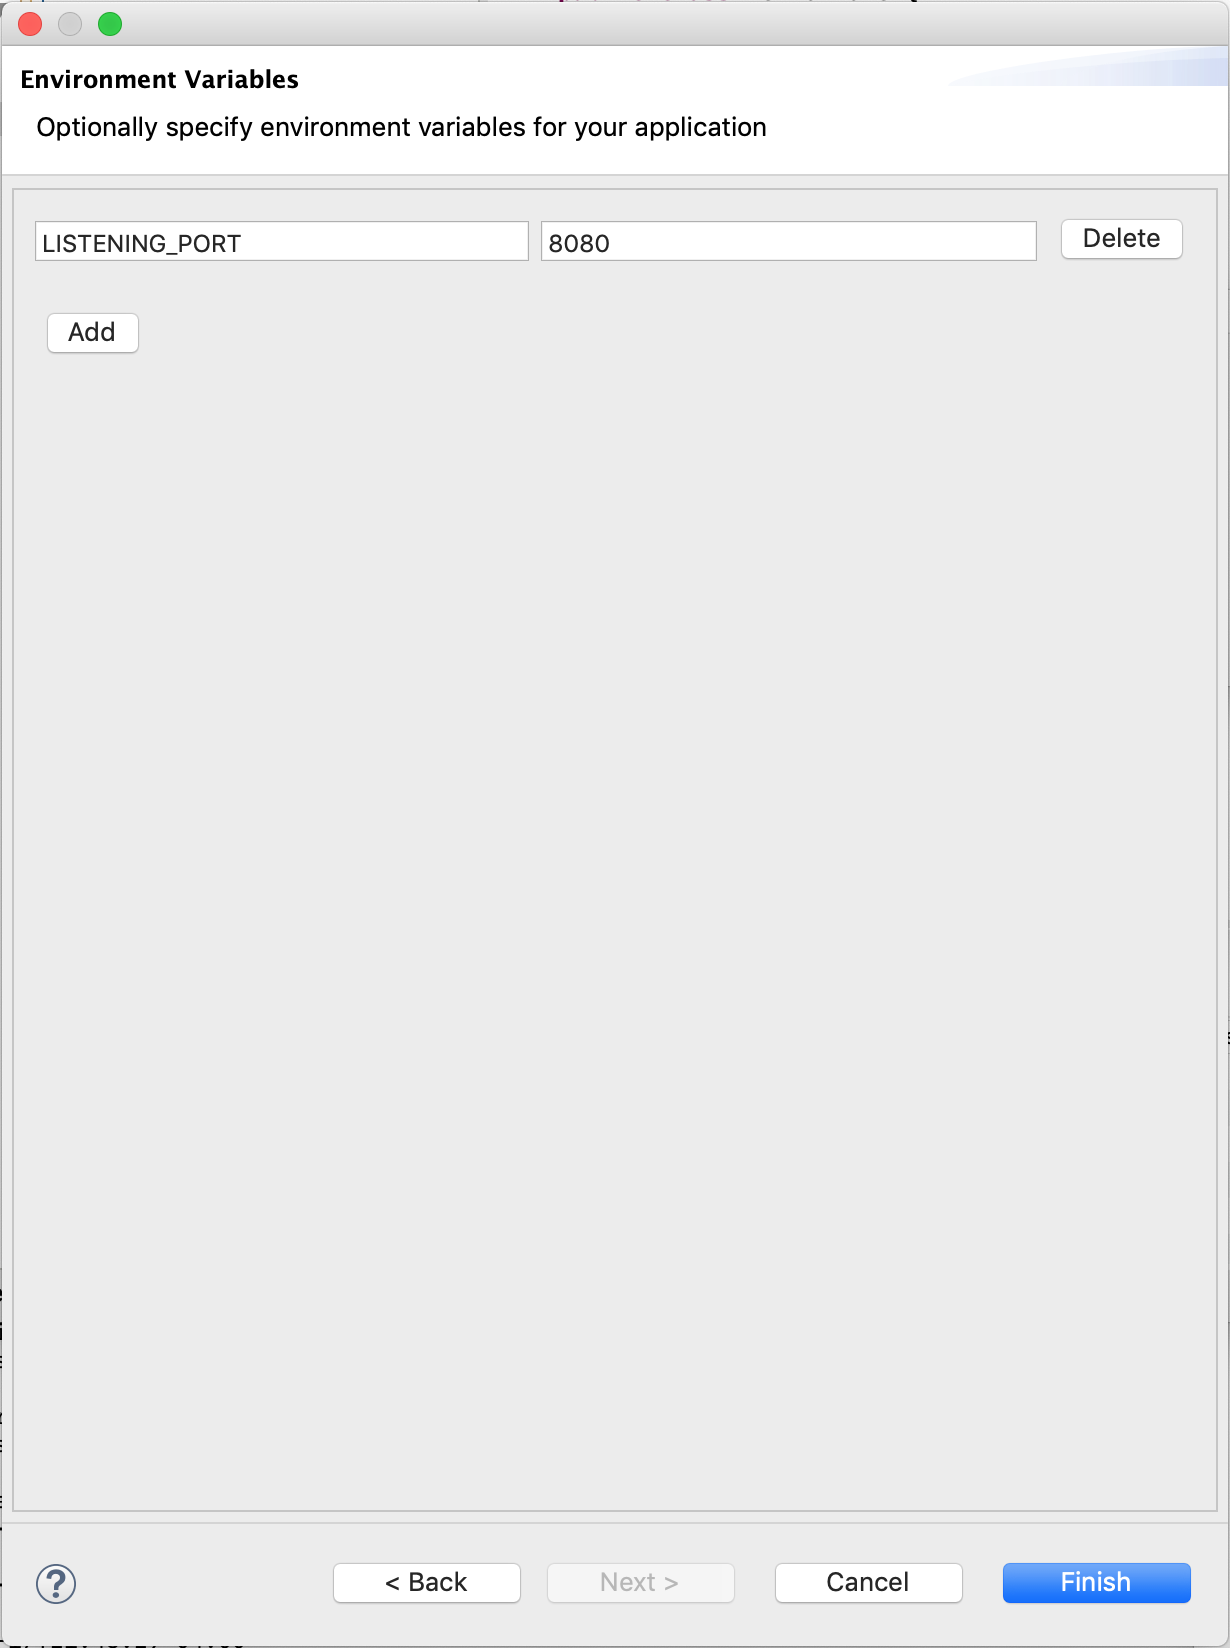 Environment Variables
Optionally specify environment variables for your application
LISTENING_PORT 8080 Delete
Add
? < Back Next > Cancel Finish